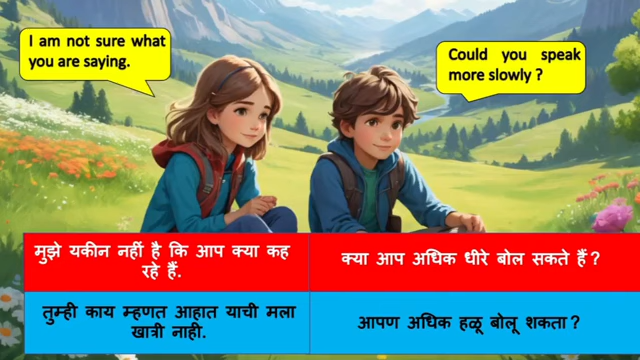 I am not sure what
you are saying.
Could you speak
more slowly ?
मुझे यकीन नहीं है कि आप क्या कह
रहे हैं.
क्या आप अधिक धीरे बोल सकते हैं ?
तुम्ही काय म्हणत आहात याची मला
खात्री नाही.
आपण अधिक हळू बोलू शकता ?